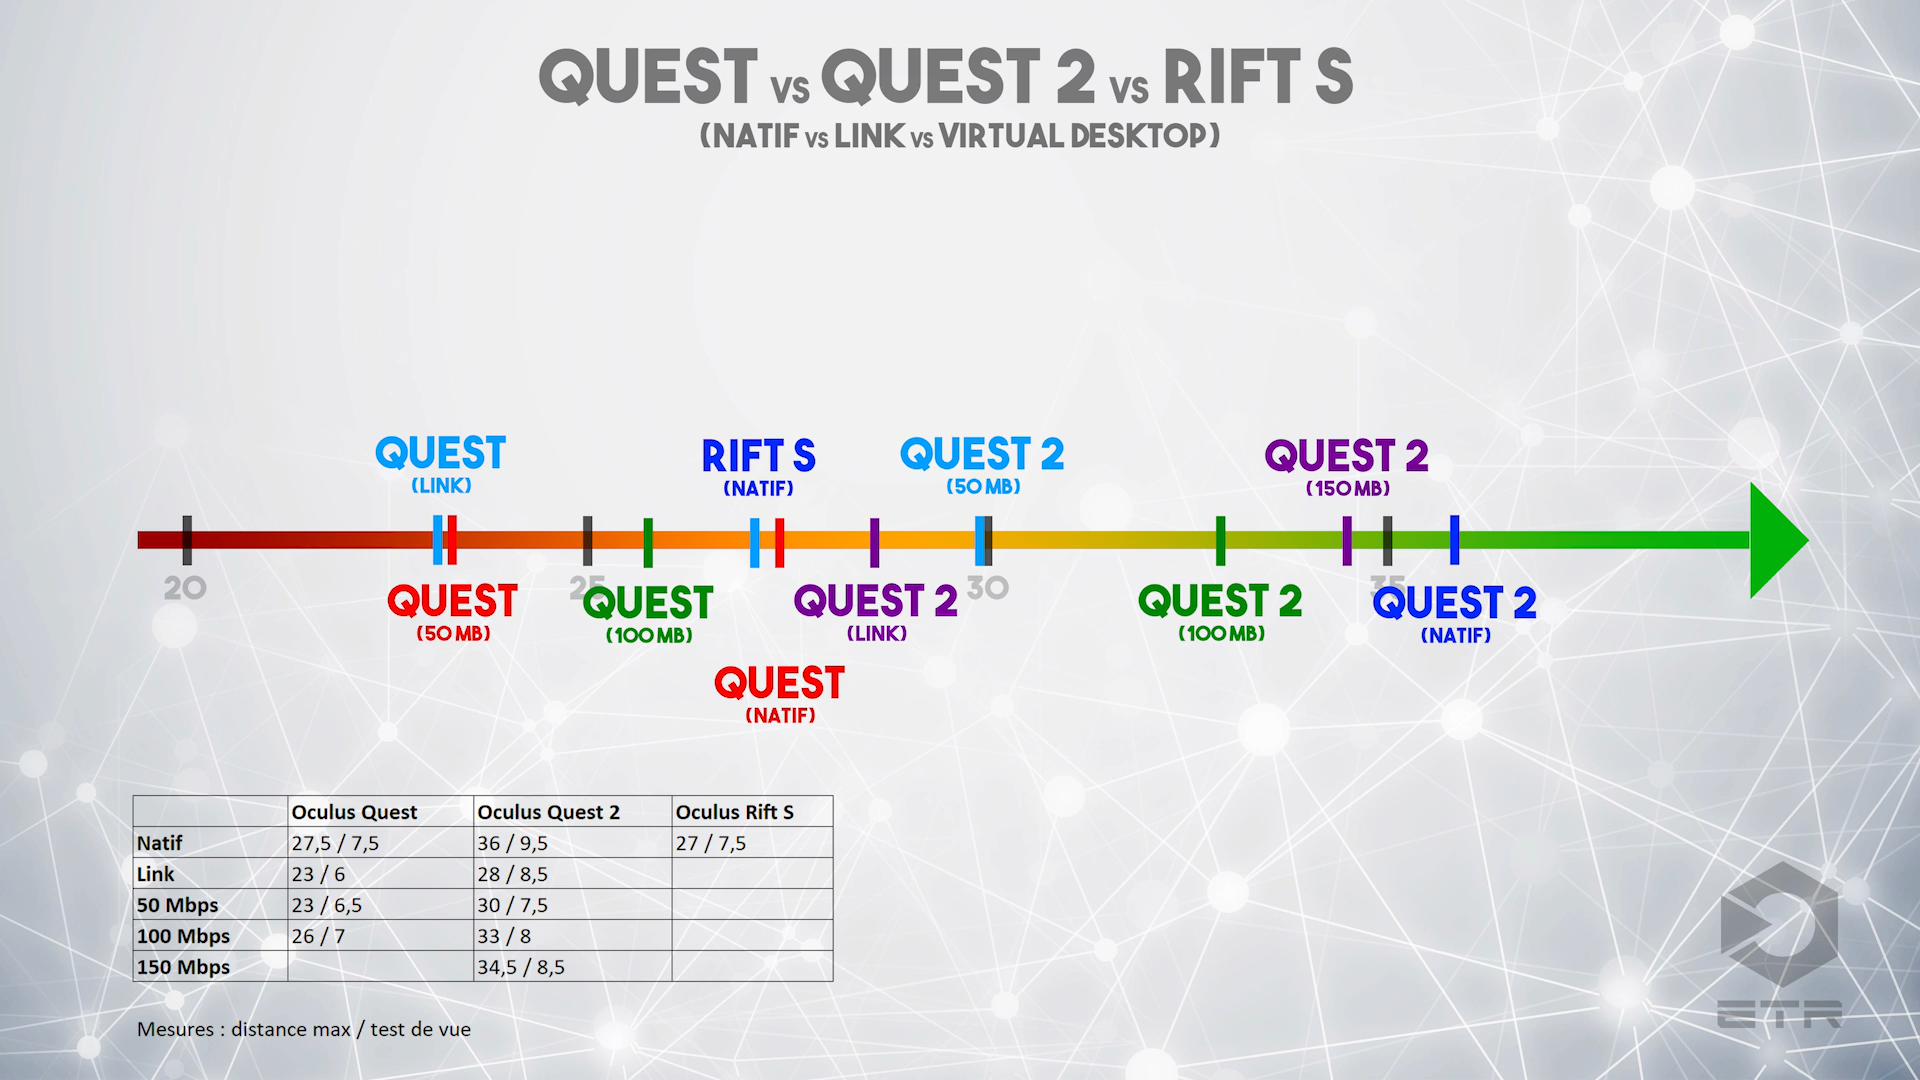 QUEST VS QUEST 2 VS RIFT S
(NATIF VS LINK VS VIRTUAL DESKTOP)
QUEST
(LINK)
RIFT S
(NATIF)
QUEST 2
(50 MB)
QUEST 2
(150 MB)
20
25
30
35
QUEST
(50 MB)
QUEST
(100 MB)
QUEST 2
(LINK)
QUEST 2
(100 MB)
QUEST 2
(NATIF)
QUEST
(NATIF)
Oculus Quest Oculus Quest 2 Oculus Rift S
Natif 27,5 / 7,5 36 / 9,5 27 / 7,5
Link 23 / 6 28 / 8,5
50 Mbps 23 / 6,5 30 / 7,5
100 Mbps 26 / 7 33 / 8
150 Mbps 34,5 / 8,5
Mesures : distance max / test de vue
ETR